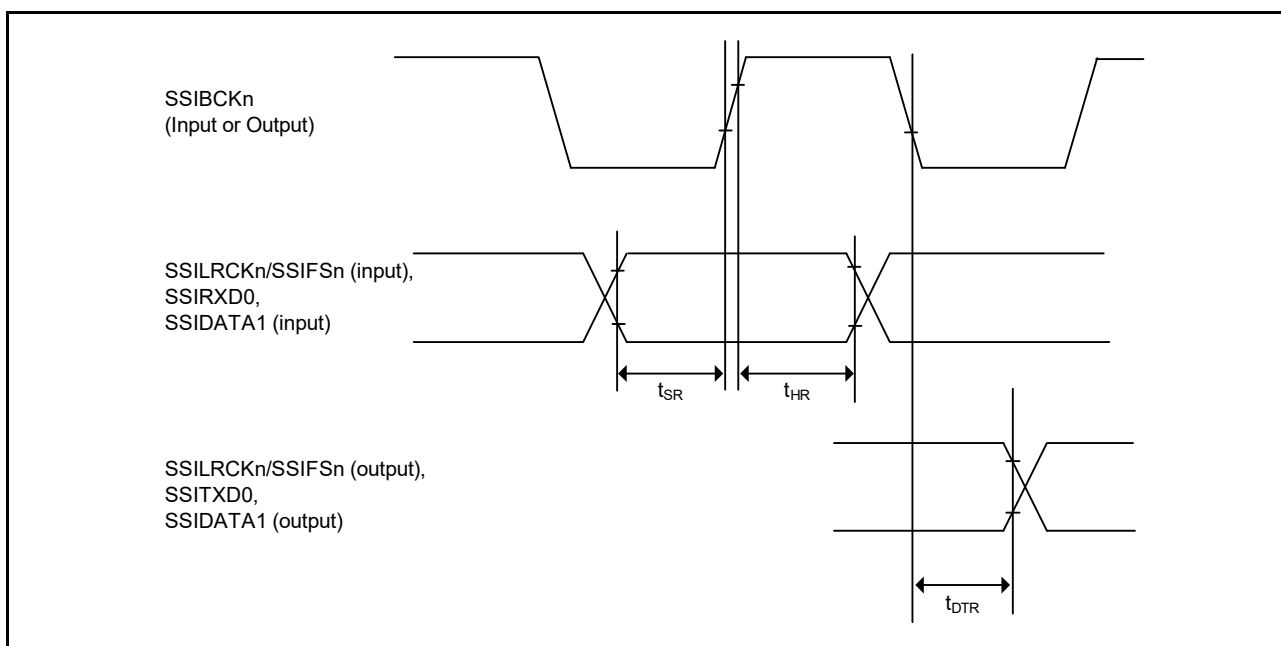 SSIBCKn
(Input or Output)
SSILRCKn/SSIFSn (input),
SSIRXD0,
SSIDATA1 (input)
tSR
tHR
SSILRCKn/SSIFSn (output),
SSITXD0,
SSIDATA1 (output)
tDTR